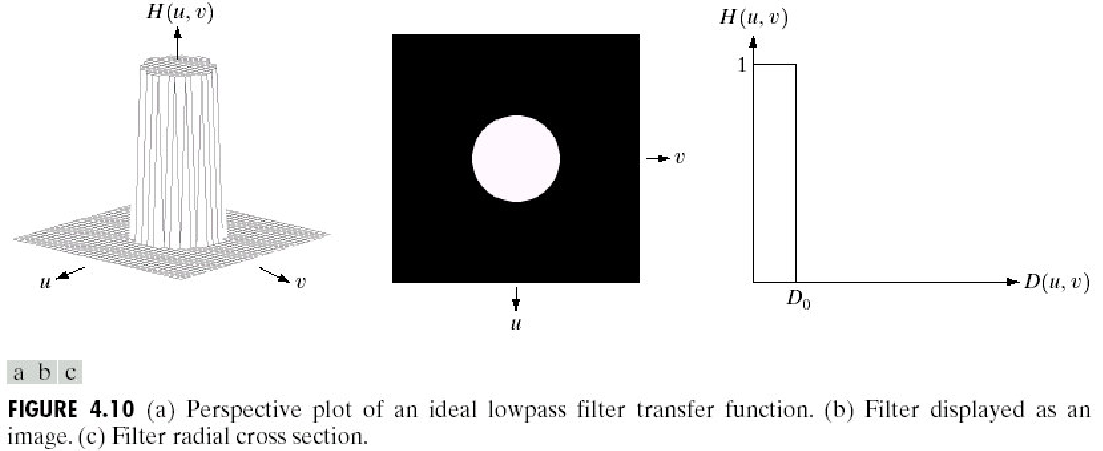 H(u, v)
u
v
v
u
H(u, v)
1
D₀
D(u, v)
a b c
FIGURE 4.10 (a) Perspective plot of an ideal lowpass filter transfer function. (b) Filter displayed as an
image. (c) Filter radial cross section.